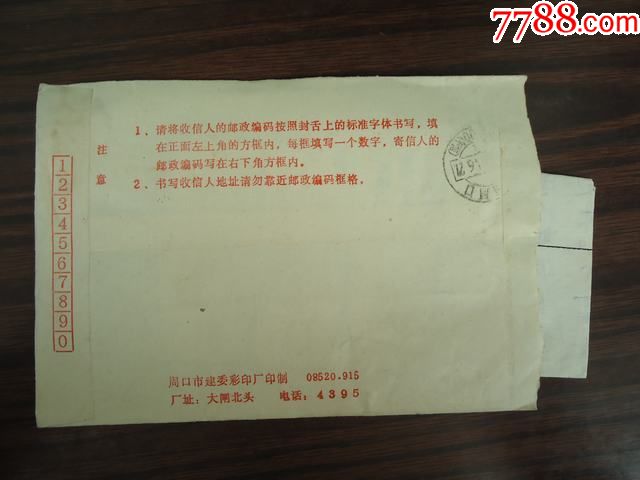 7788.com
1、请将收信人的邮政编码按照封舌上的标准字体书写，填
在正面左上角的方框内，每框填写一个数字，寄信人的
邮政编码写在右下角方框内。
2、书写收信人地址请勿靠近邮政编码框格。
注
意
1
2
3
4
5
6
7
8
9
0
周口市建委彩印厂印制 08520.915
厂址：大闸北头 电话：4395